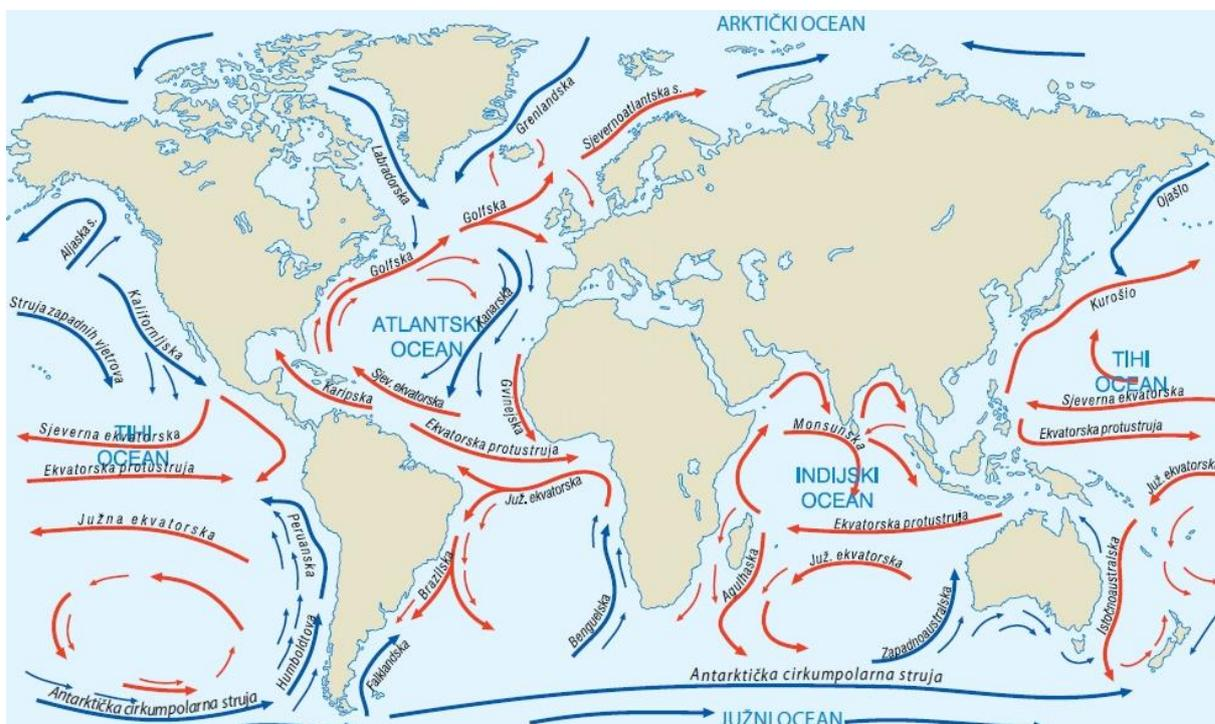 ARKTIČKI OCEAN
Grenlandska
Sjevernoatlantska s.
Labradorska
Golfska
Ojašlo
Aljaska s.
Golfska
Kalifornijska
Struja zapadnih vjetrova
Kanarska
Kurošio
ATLANTSKI
OCEAN
TIHI
OCEAN
Sjev. ekvatorska
Karipska
Gvinejska
Sjeverna ekvatorska
Monsunska
TIHI
OCEAN
Sjeverna ekvatorska
Ekvatorska protustruja
Ekvatorska protustruja
Ekvatorska protustruja
INDIJSKI
OCEAN
Juž. ekvatorska
Juž. ekvatorska
Južna ekvatorska
Peruanska
Ekvatorska protustruja
Brazilska
Agulhaska
Juž. ekvatorska
Istočnoaustralska
Benguelska
Zapadnoaustralska
Humboldtova
Falklandska
Antarktička cirkumpolarna struja
Antarktička cirkumpolarna struja
JUŽNI OCEAN